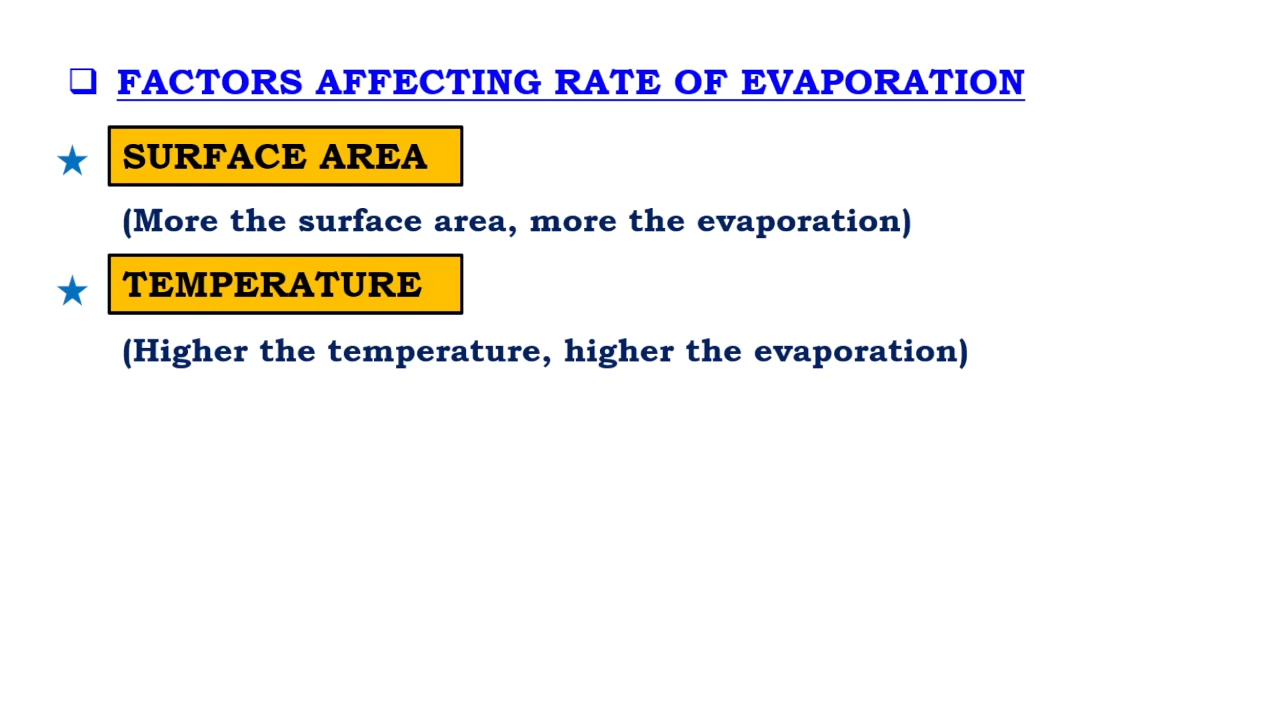 FACTORS AFFECTING RATE OF EVAPORATION
SURFACE AREA
(More the surface area, more the evaporation)
TEMPERATURE
(Higher the temperature, higher the evaporation)